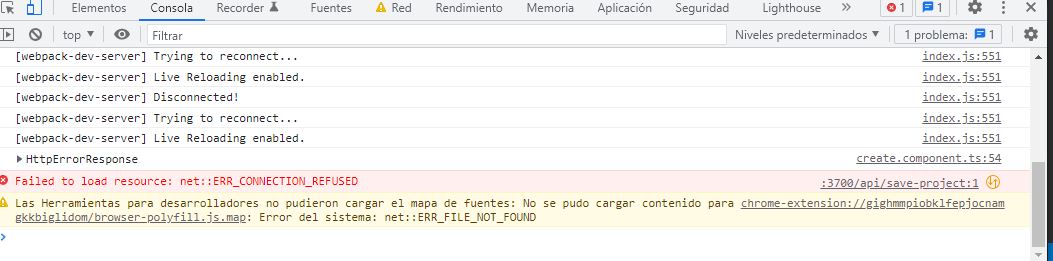 Elementos Consola Recorder Fuentes Red Rendimiento Memoria Aplicación Seguridad Lighthouse » 1 1
top Filtrar Niveles predeterminados 1 problema: 1
[webpack-dev-server] Trying to reconnect... index.js:551
[webpack-dev-server] Live Reloading enabled. index.js:551
[webpack-dev-server] Disconnected! index.js:551
[webpack-dev-server] Trying to reconnect... index.js:551
[webpack-dev-server] Live Reloading enabled. index.js:551
HttpErrorResponse create.component.ts:54
Failed to load resource: net::ERR_CONNECTION_REFUSED :3700/api/save-project:1
Las Herramientas para desarrolladores no pudieron cargar el mapa de fuentes: No se pudo cargar contenido para chrome-extension://gighmmpiobklfepjocnam
gkkbiglidom/browser-polyfill.js.map: Error del sistema: net::ERR_FILE_NOT_FOUND